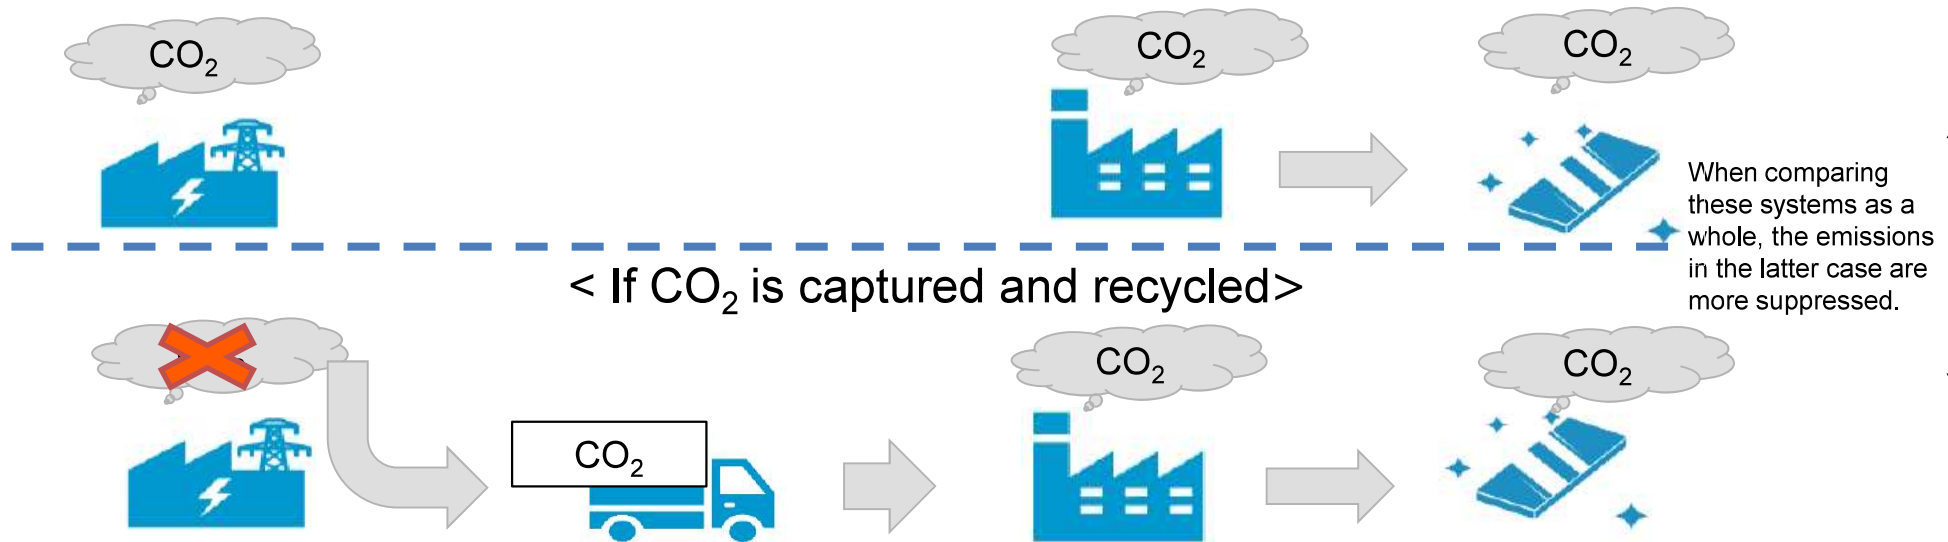 CO₂
CO₂
CO₂
When comparing
these systems as a
whole, the emissions
in the latter case are
more suppressed.
< If CO₂ is captured and recycled>
CO₂
CO₂
CO₂